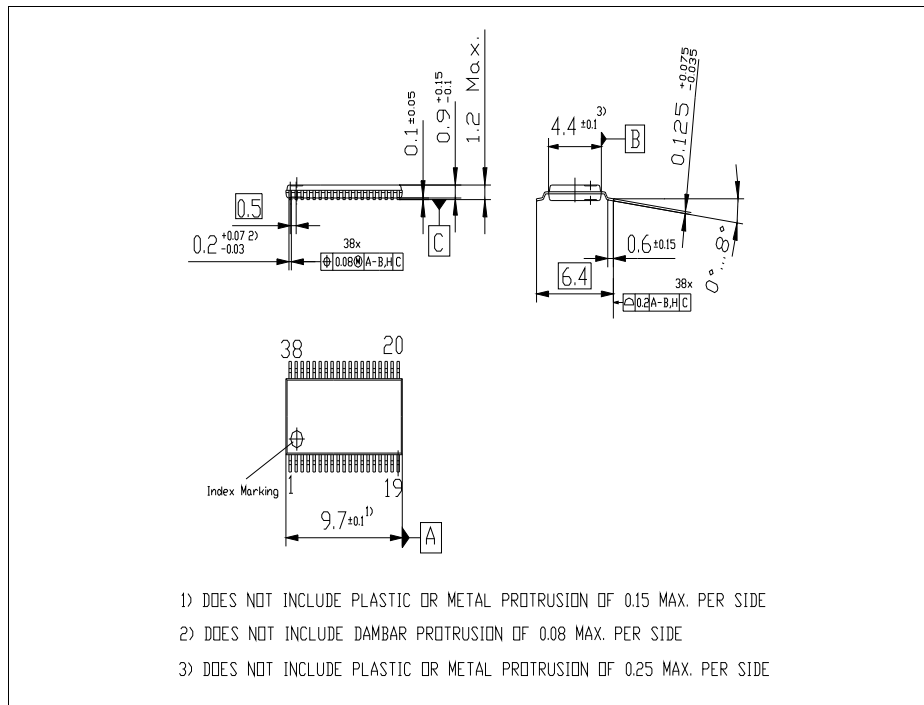 0.1 ±0.05
0.9 +0.15 -0.1
1.2 Max.
4.4 ±0.1 3)
B
0.125 +0.075 -0.035
0.5
C
0.2 +0.07 2) -0.03
38x
⌖ 0.08Ⓜ A-B,H C
0.6 ±0.15
0°...8°
6.4
38x
⌓ 0.2 A-B,H C
38 20
Index Marking
1 19
9.7 ±0.1 1)
A
1) DOES NOT INCLUDE PLASTIC OR METAL PROTRUSION OF 0.15 MAX. PER SIDE
2) DOES NOT INCLUDE DAMBAR PROTRUSION OF 0.08 MAX. PER SIDE
3) DOES NOT INCLUDE PLASTIC OR METAL PROTRUSION OF 0.25 MAX. PER SIDE